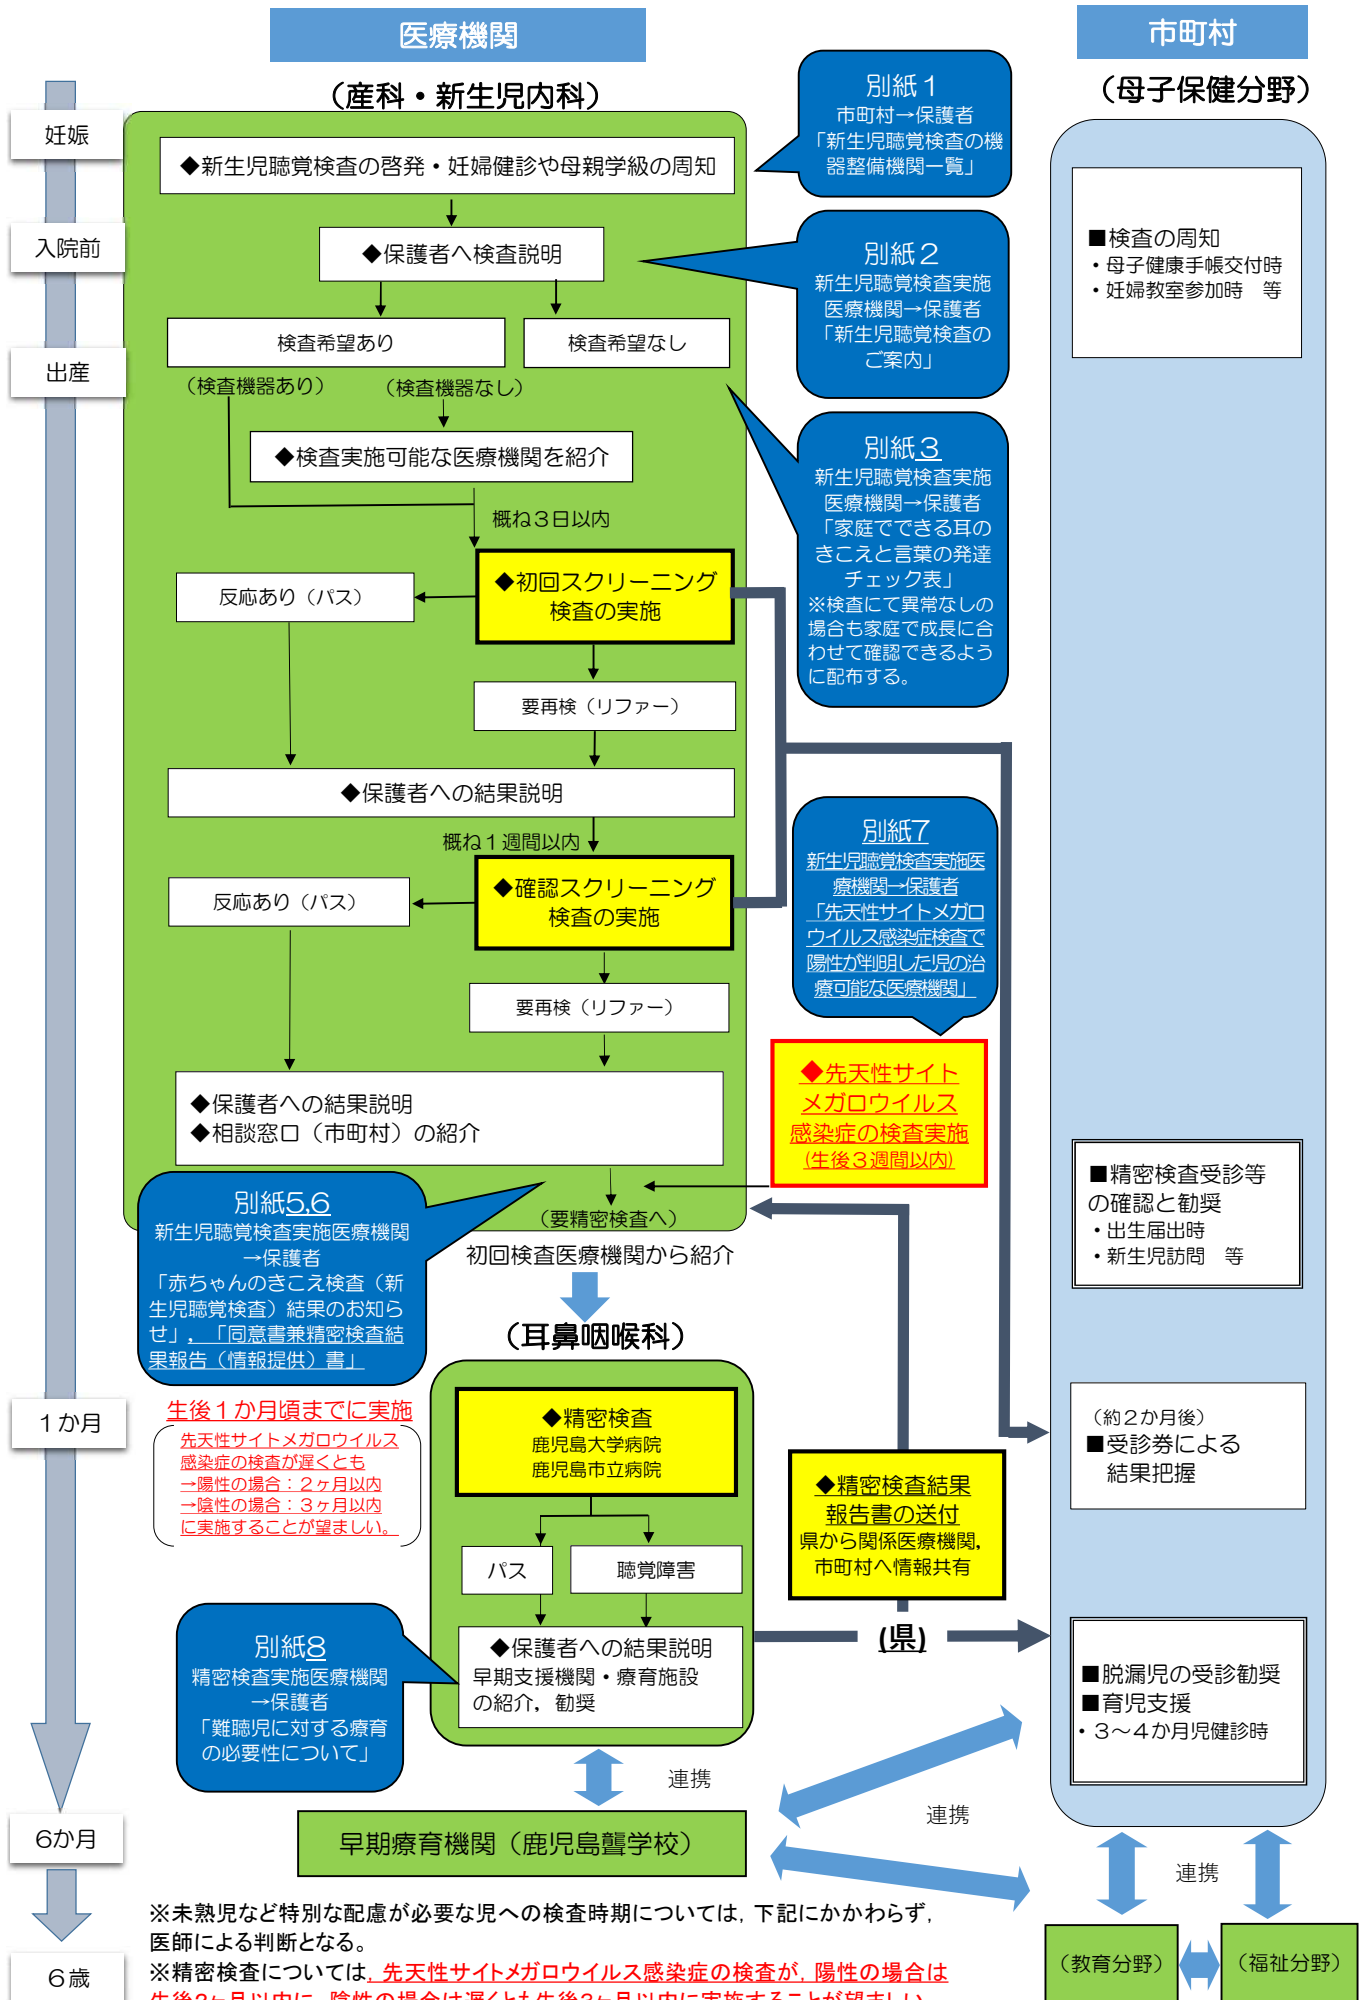 医療機関
市町村
（産科・新生児内科）
（母子保健分野）
妊娠
入院前
出産
1か月
6か月
6歳
◆新生児聴覚検査の啓発・妊婦健診や母親学級の周知
◆保護者へ検査説明
検査希望あり
検査希望なし
（検査機器あり）
（検査機器なし）
◆検査実施可能な医療機関を紹介
概ね３日以内
◆初回スクリーニング
検査の実施
反応あり（パス）
要再検（リファー）
◆保護者への結果説明
概ね１週間以内
◆確認スクリーニング
検査の実施
反応あり（パス）
要再検（リファー）
◆保護者への結果説明
◆相談窓口（市町村）の紹介
（要精密検査へ）
初回検査医療機関から紹介
別紙１
市町村→保護者
「新生児聴覚検査の機
器整備機関一覧」
別紙２
新生児聴覚検査実施
医療機関→保護者
「新生児聴覚検査の
ご案内」
別紙3
新生児聴覚検査実施
医療機関→保護者
「家庭でできる耳の
きこえと言葉の発達
チェック表」
※検査にて異常なしの
場合も家庭で成長に合
わせて確認できるよう
に配布する。
別紙7
新生児聴覚検査実施医
療機関→保護者
「先天性サイトメガロ
ウイルス感染症検査で
陽性が判明した児の治
療可能な医療機関」
◆先天性サイト
メガロウイルス
感染症の検査実施
(生後３週間以内)
別紙5,6
新生児聴覚検査実施医療機関
→保護者
「赤ちゃんのきこえ検査（新
生児聴覚検査）結果のお知ら
せ」，「同意書兼精密検査結
果報告（情報提供）書」
生後１か月頃までに実施
先天性サイトメガロウイルス
感染症の検査が遅くとも
→陽性の場合：２ヶ月以内
→陰性の場合：３ヶ月以内
に実施することが望ましい。
（耳鼻咽喉科）
◆精密検査
鹿児島大学病院
鹿児島市立病院
パス
聴覚障害
◆保護者への結果説明
早期支援機関・療育施設
の紹介，勧奨
別紙8
精密検査実施医療機関
→保護者
「難聴児に対する療育
の必要性について」
◆精密検査結果
報告書の送付
県から関係医療機関，
市町村へ情報共有
(県)
■検査の周知
・母子健康手帳交付時
・妊婦教室参加時　等
■精密検査受診等
の確認と勧奨
・出生届出時
・新生児訪問　等
（約２か月後）
■受診券による
結果把握
■脱漏児の受診勧奨
■育児支援
・３～４か月児健診時
連携
連携
連携
早期療育機関（鹿児島聾学校）
（教育分野）
（福祉分野）
※未熟児など特別な配慮が必要な児への検査時期については，下記にかかわらず，
医師による判断となる。
※精密検査については，先天性サイトメガロウイルス感染症の検査が，陽性の場合は
生後2ヶ月以内に，陰性の場合は遅くとも生後3ヶ月以内に実施することが望ましい